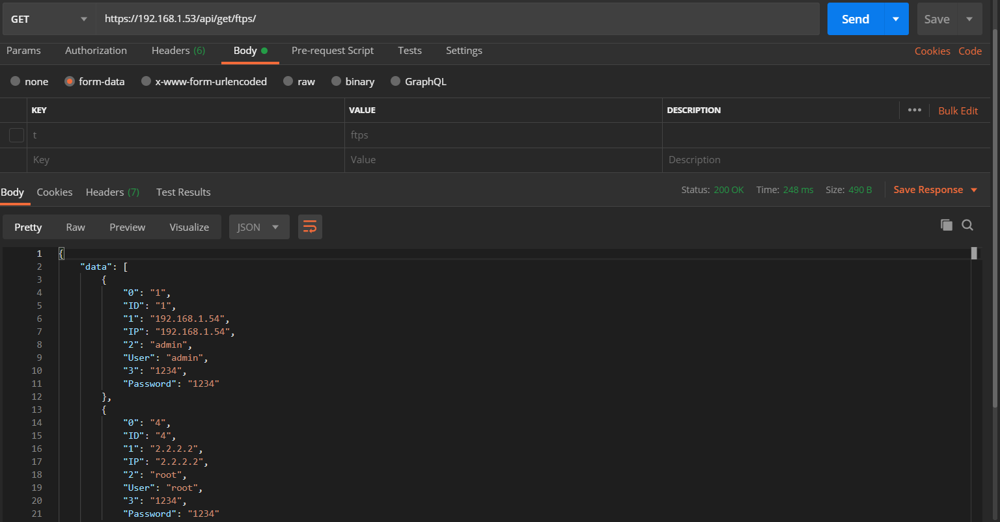 GET https://192.168.1.53/api/get/ftps/ Send Save
Params Authorization Headers (6) Body Pre-request Script Tests Settings Cookies Code
none form-data x-www-form-urlencoded raw binary GraphQL
KEY VALUE DESCRIPTION ••• Bulk Edit
t ftps
Key Value Description
Body Cookies Headers (7) Test Results Status: 200 OK Time: 248 ms Size: 490 B Save Response
Pretty Raw Preview Visualize JSON
1 {
2 "data": [
3 {
4 "0": "1",
5 "ID": "1",
6 "1": "192.168.1.54",
7 "IP": "192.168.1.54",
8 "2": "admin",
9 "User": "admin",
10 "3": "1234",
11 "Password": "1234"
12 },
13 {
14 "0": "4",
15 "ID": "4",
16 "1": "2.2.2.2",
17 "IP": "2.2.2.2",
18 "2": "root",
19 "User": "root",
20 "3": "1234",
21 "Password": "1234"